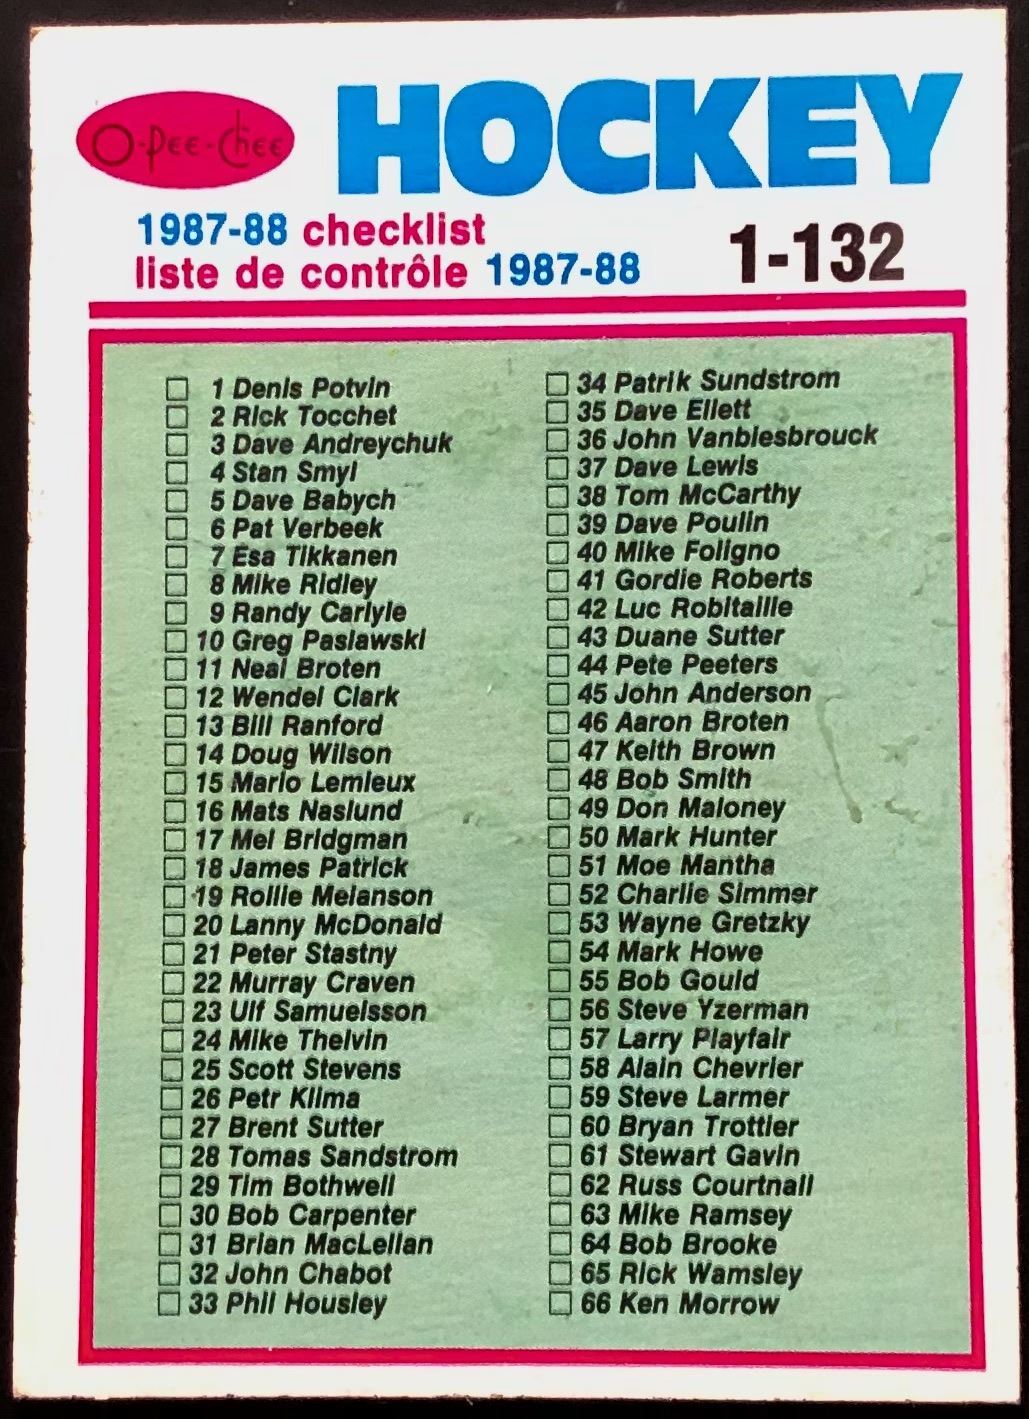 O-Pee-Chee
HOCKEY
1987-88 checklist
liste de contrôle 1987-88
1-132
1 Denis Potvin
2 Rick Tocchet
3 Dave Andreychuk
4 Stan Smyl
5 Dave Babych
6 Pat Verbeek
7 Esa Tikkanen
8 Mike Ridley
9 Randy Carlyle
10 Greg Paslawski
11 Neal Broten
12 Wendel Clark
13 Bill Ranford
14 Doug Wilson
15 Mario Lemieux
16 Mats Naslund
17 Mel Bridgman
18 James Patrick
19 Rollie Melanson
20 Lanny McDonald
21 Peter Stastny
22 Murray Craven
23 Ulf Samuelsson
24 Mike Thelvin
25 Scott Stevens
26 Petr Klima
27 Brent Sutter
28 Tomas Sandstrom
29 Tim Bothwell
30 Bob Carpenter
31 Brian MacLellan
32 John Chabot
33 Phil Housley
34 Patrik Sundstrom
35 Dave Ellett
36 John Vanbiesbrouck
37 Dave Lewis
38 Tom McCarthy
39 Dave Poulin
40 Mike Foligno
41 Gordie Roberts
42 Luc Robitaille
43 Duane Sutter
44 Pete Peeters
45 John Anderson
46 Aaron Broten
47 Keith Brown
48 Bob Smith
49 Don Maloney
50 Mark Hunter
51 Moe Mantha
52 Charlie Simmer
53 Wayne Gretzky
54 Mark Howe
55 Bob Gould
56 Steve Yzerman
57 Larry Playfair
58 Alain Chevrier
59 Steve Larmer
60 Bryan Trottier
61 Stewart Gavin
62 Russ Courtnall
63 Mike Ramsey
64 Bob Brooke
65 Rick Wamsley
66 Ken Morrow